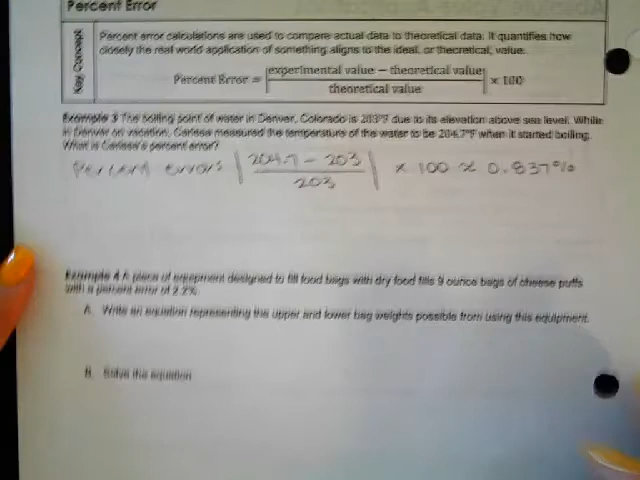 Percent Error
Key Concept
Percent error calculations are used to compare actual data to theoretical data. It quantifies how
closely the real world application of something aligns to the ideal, or theoretical, value.
Percent Error = |experimental value − theoretical value / theoretical value| × 100
Example 3 The boiling point of water in Denver, Colorado is 203°F due to its elevation above sea level. While
in Denver on vacation, Carissa measured the temperature of the water to be 204.7°F when it started boiling.
What is Carissa's percent error?
Percent error= |204.7 - 203 / 203| × 100 ≈ 0.837%
Example 4 A piece of equipment designed to fill food bags with dry food fills 9 ounce bags of cheese puffs
with a percent error of 2.2%.
A. Write an equation representing the upper and lower bag weights possible from using this equipment.
B. Solve the equation